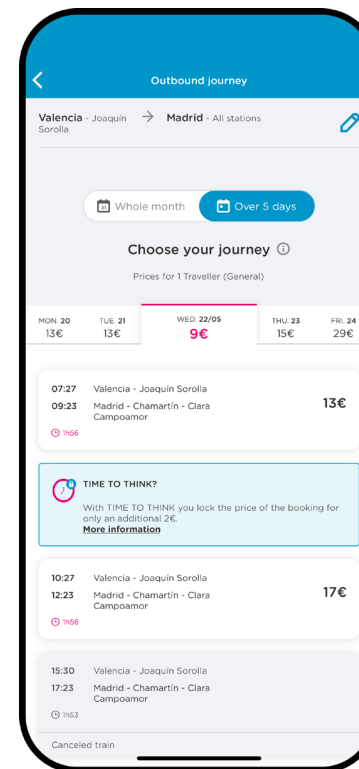 Outbound journey
Valencia - Joaquín → Madrid - All stations
Sorolla
Whole month Over 5 days
Choose your journey
Prices for 1 Traveller (General)
MON. 20 TUE. 21 WED. 22/05 THU. 23 FRI. 24
13€ 13€ 9€ 15€ 29€
07:27 Valencia - Joaquín Sorolla
09:23 Madrid - Chamartín - Clara 13€
Campoamor
1h56
TIME TO THINK?
With TIME TO THINK you lock the price of the booking for
only an additional 2€.
More information
10:27 Valencia - Joaquín Sorolla
12:23 Madrid - Chamartín - Clara 17€
Campoamor
1h56
15:30 Valencia - Joaquín Sorolla
17:23 Madrid - Chamartín - Clara
Campoamor
1h53
Canceled train